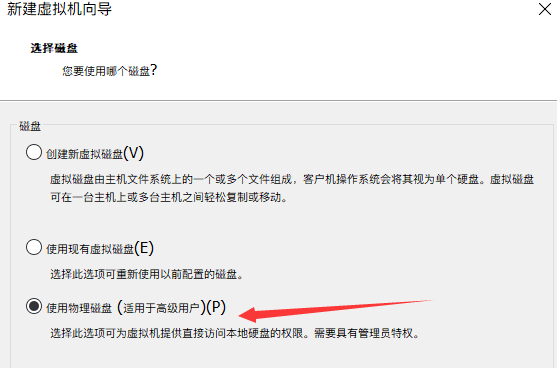 新建虚拟机向导
选择磁盘
您要使用哪个磁盘?
磁盘
创建新虚拟磁盘(V)
虚拟磁盘由主机文件系统上的一个或多个文件组成，客户机操作系统会将其视为单个硬盘。虚拟磁盘
可在一台主机上或多台主机之间轻松复制或移动。
使用现有虚拟磁盘(E)
选择此选项可重新使用以前配置的磁盘。
使用物理磁盘 (适用于高级用户)(P)
选择此选项可为虚拟机提供直接访问本地硬盘的权限。需要具有管理员特权。